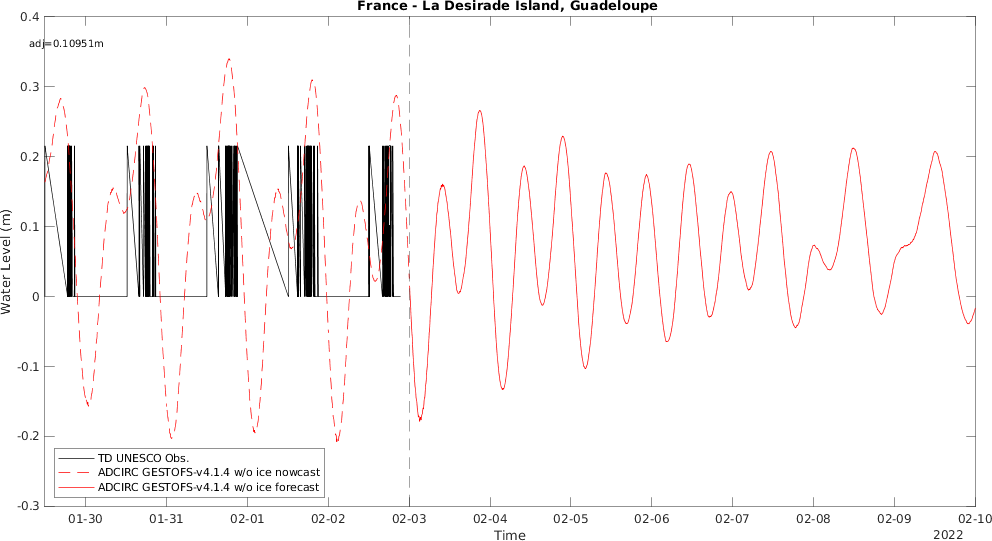 France - La Desirade Island, Guadeloupe
adj=0.10951m
0.4
0.3
0.2
0.1
0
-0.1
-0.2
-0.3
Water Level (m)
TD UNESCO Obs.
ADCIRC GESTOFS-v4.1.4 w/o ice nowcast
ADCIRC GESTOFS-v4.1.4 w/o ice forecast
01-30 01-31 02-01 02-02 02-03 02-04 02-05 02-06 02-07 02-08 02-09 02-10
Time
2022